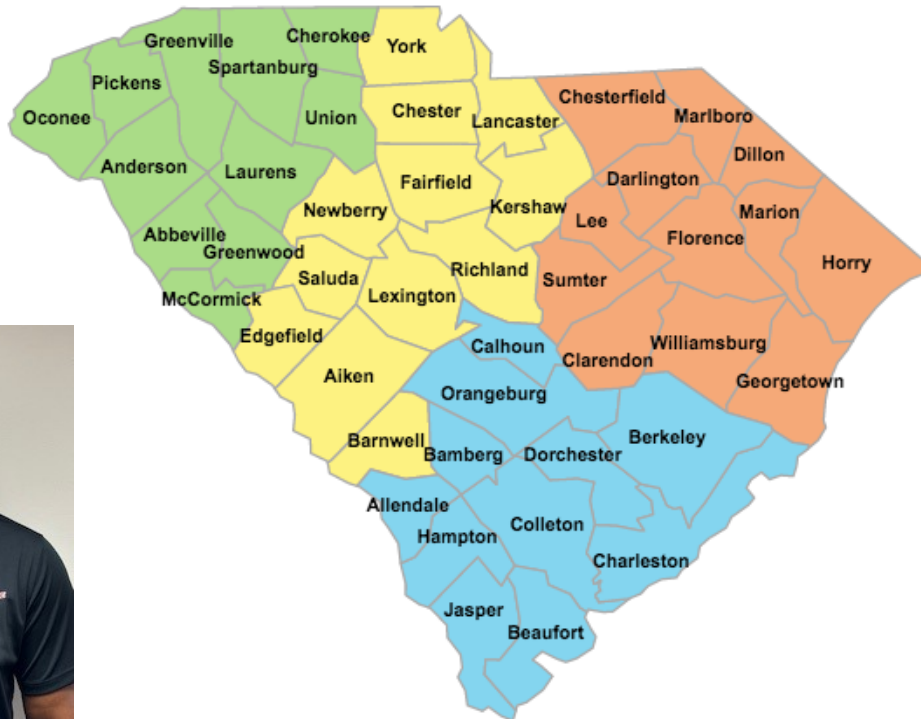 Greenville
Cherokee
York
Spartanburg
Pickens
Oconee
Union
Chester
Lancaster
Chesterfield
Marlboro
Dillon
Anderson
Laurens
Fairfield
Darlington
Newberry
Kershaw
Lee
Marion
Abbeville
Greenwood
Florence
Horry
Saluda
Richland
Sumter
McCormick
Lexington
Edgefield
Calhoun
Clarendon
Williamsburg
Aiken
Orangeburg
Georgetown
Barnwell
Bamberg
Dorchester
Berkeley
Allendale
Hampton
Colleton
Charleston
Jasper
Beaufort